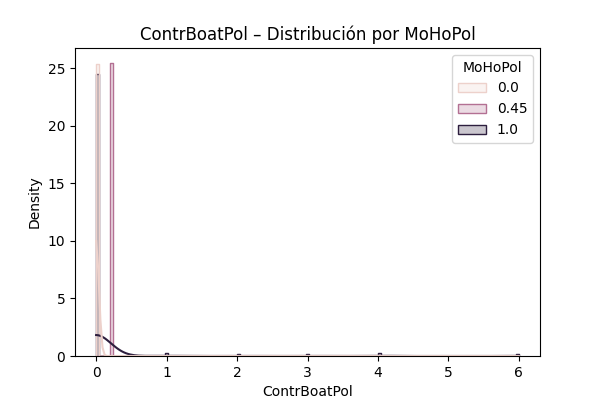 ContrBoatPol – Distribución por MoHoPol
MoHoPol
0.0
0.45
1.0
Density
25
20
15
10
5
0
0 1 2 3 4 5 6
ContrBoatPol